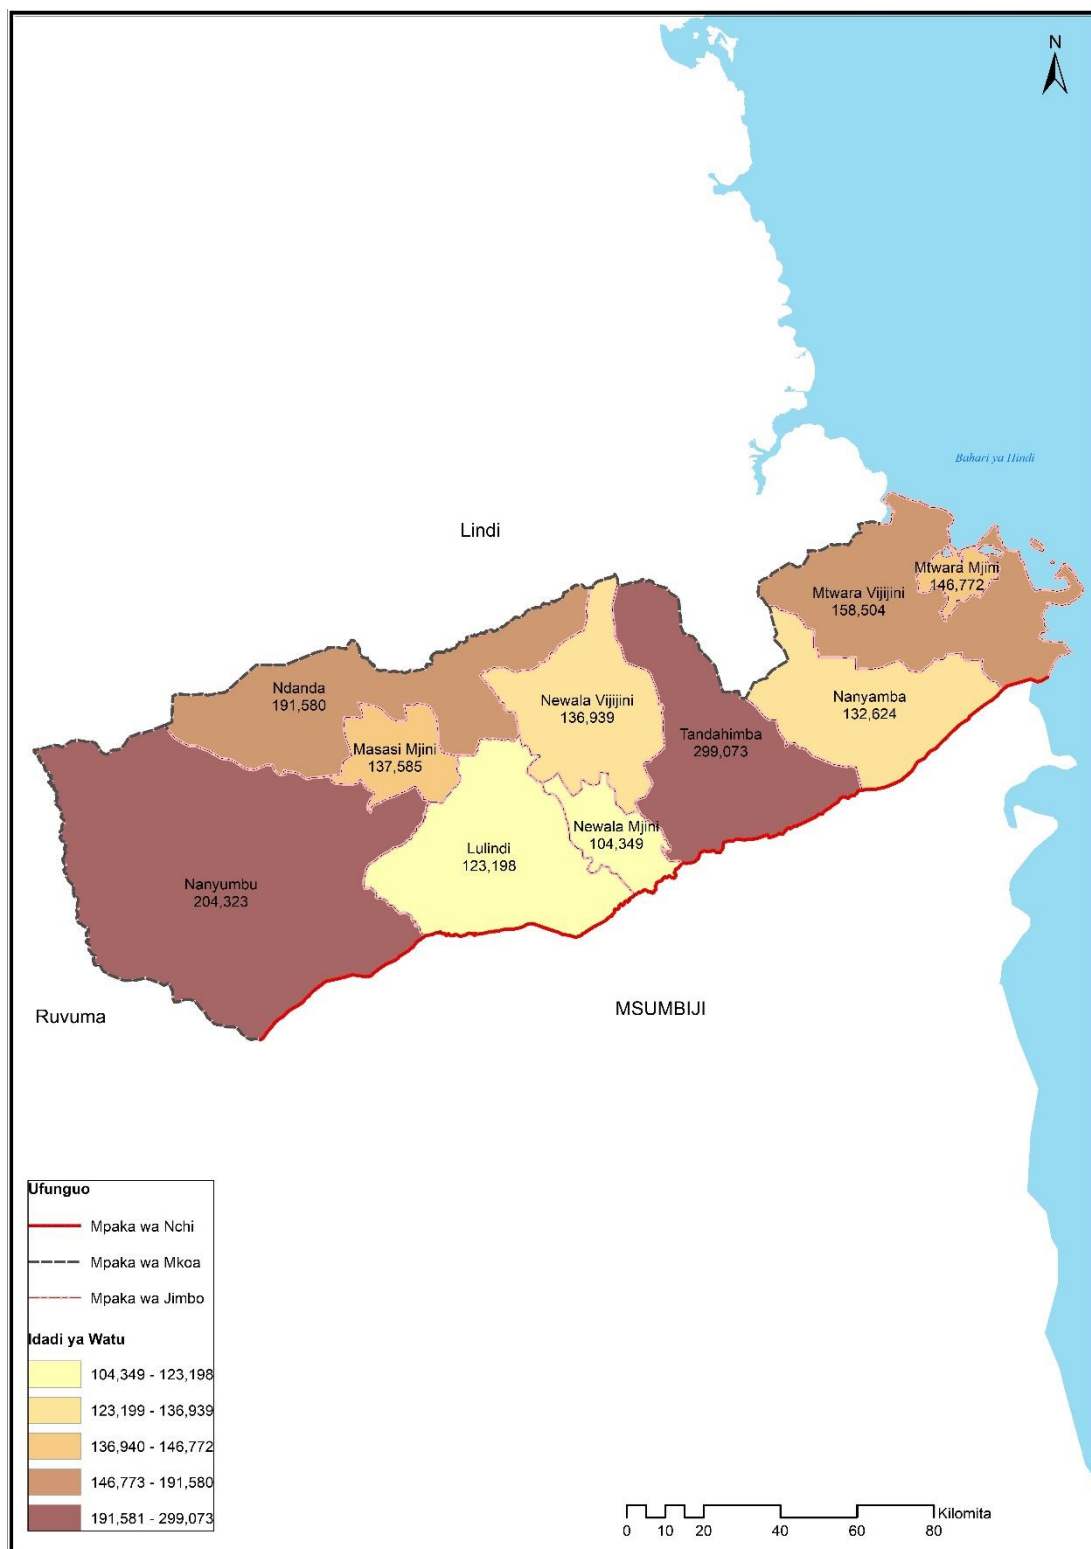 N
Bahari ya Hindi
Lindi
Mtwara Mjini
146,772
Mtwara Vijijini
158,504
Ndanda
191,580
Newala Vijijini
136,939
Nanyamba
132,624
Tandahimba
299,073
Masasi Mjini
137,585
Newala Mjini
104,349
Lulindi
123,198
Nanyumbu
204,323
Ruvuma
MSUMBIJI
Ufunguo
Mpaka wa Nchi
Mpaka wa Mkoa
Mpaka wa Jimbo
Idadi ya Watu
104,349 - 123,198
123,199 - 136,939
136,940 - 146,772
146,773 - 191,580
191,581 - 299,073
Kilomita
0 10 20 40 60 80